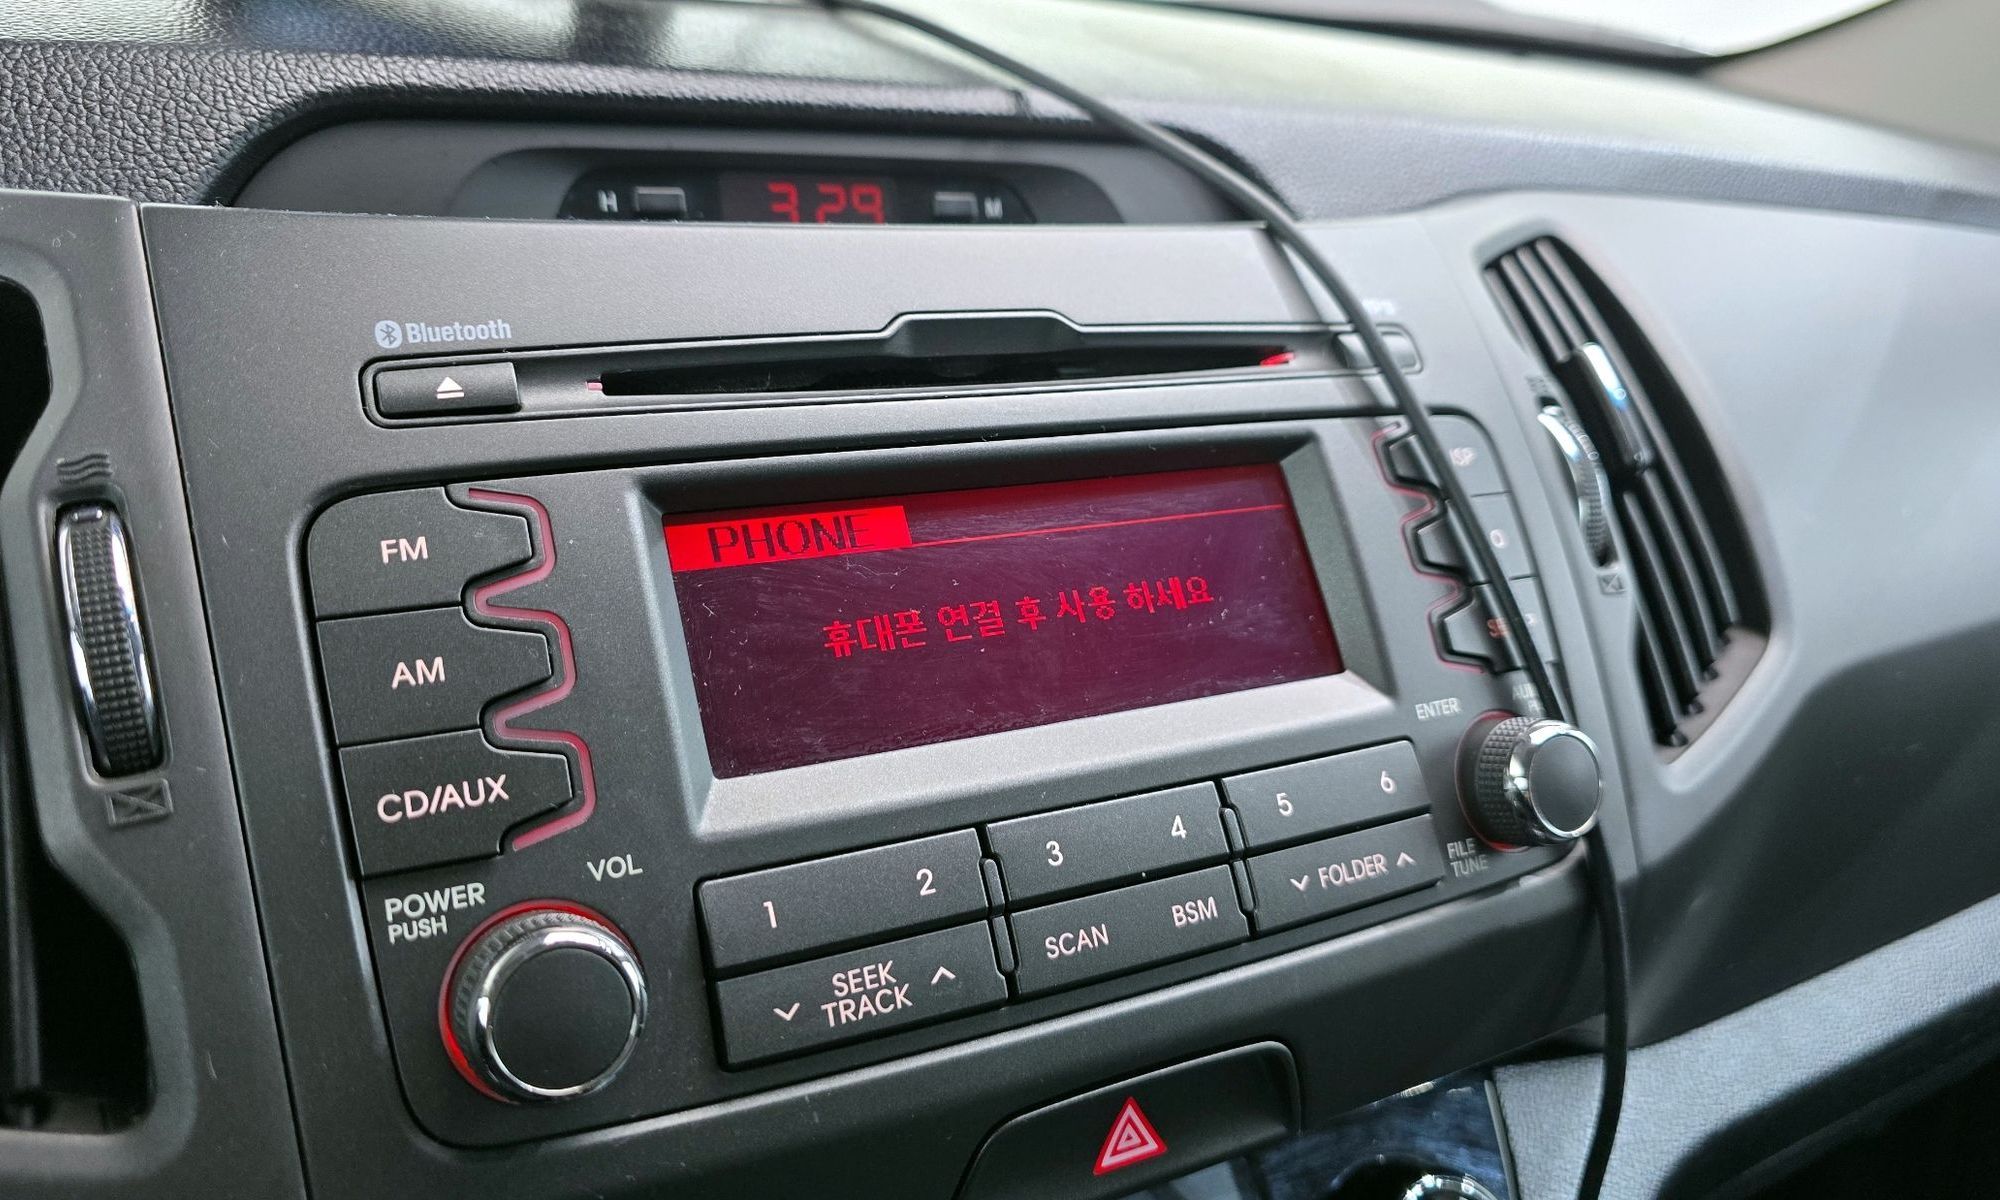 H 3:29 M
Bluetooth
FM
AM
CD/AUX
PHONE
휴대폰 연결 후 사용 하세요
ENTER
VOL
POWER
PUSH
1 2
3 4
5 6
SEEK
TRACK
SCAN BSM
FOLDER
FILE
TUNE